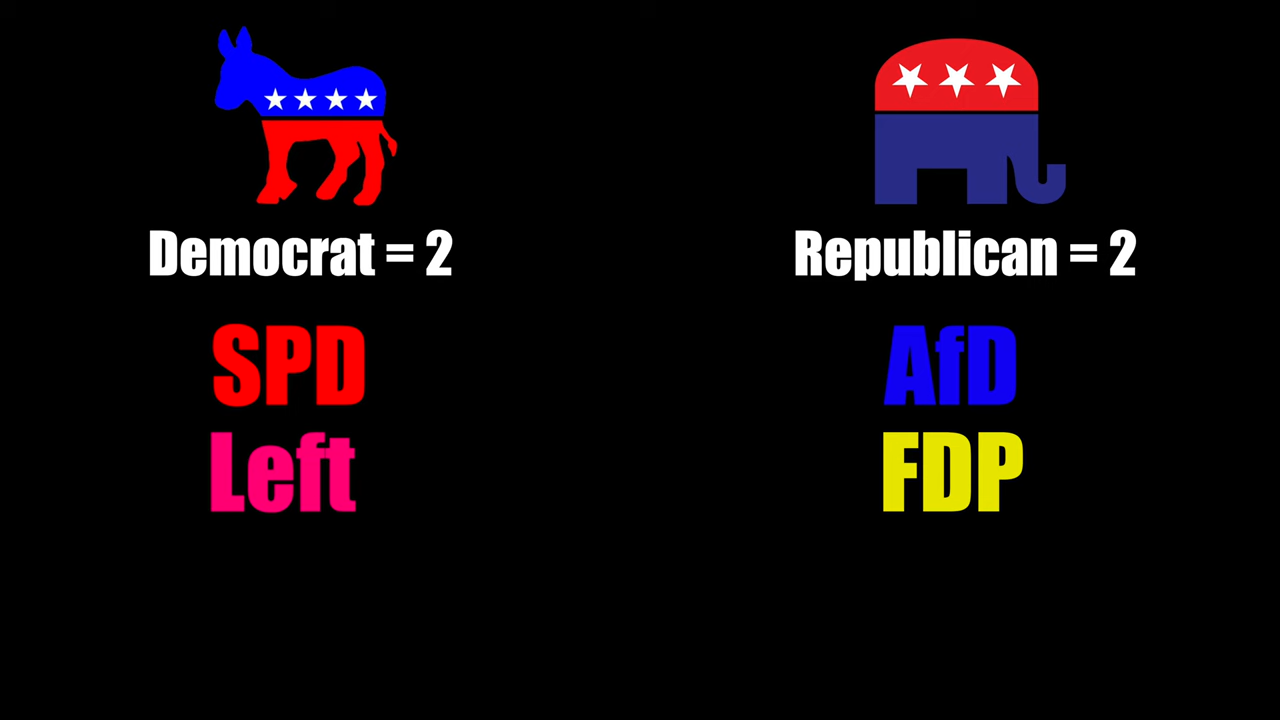 Democrat = 2
Republican = 2
SPD
AfD
Left
FDP